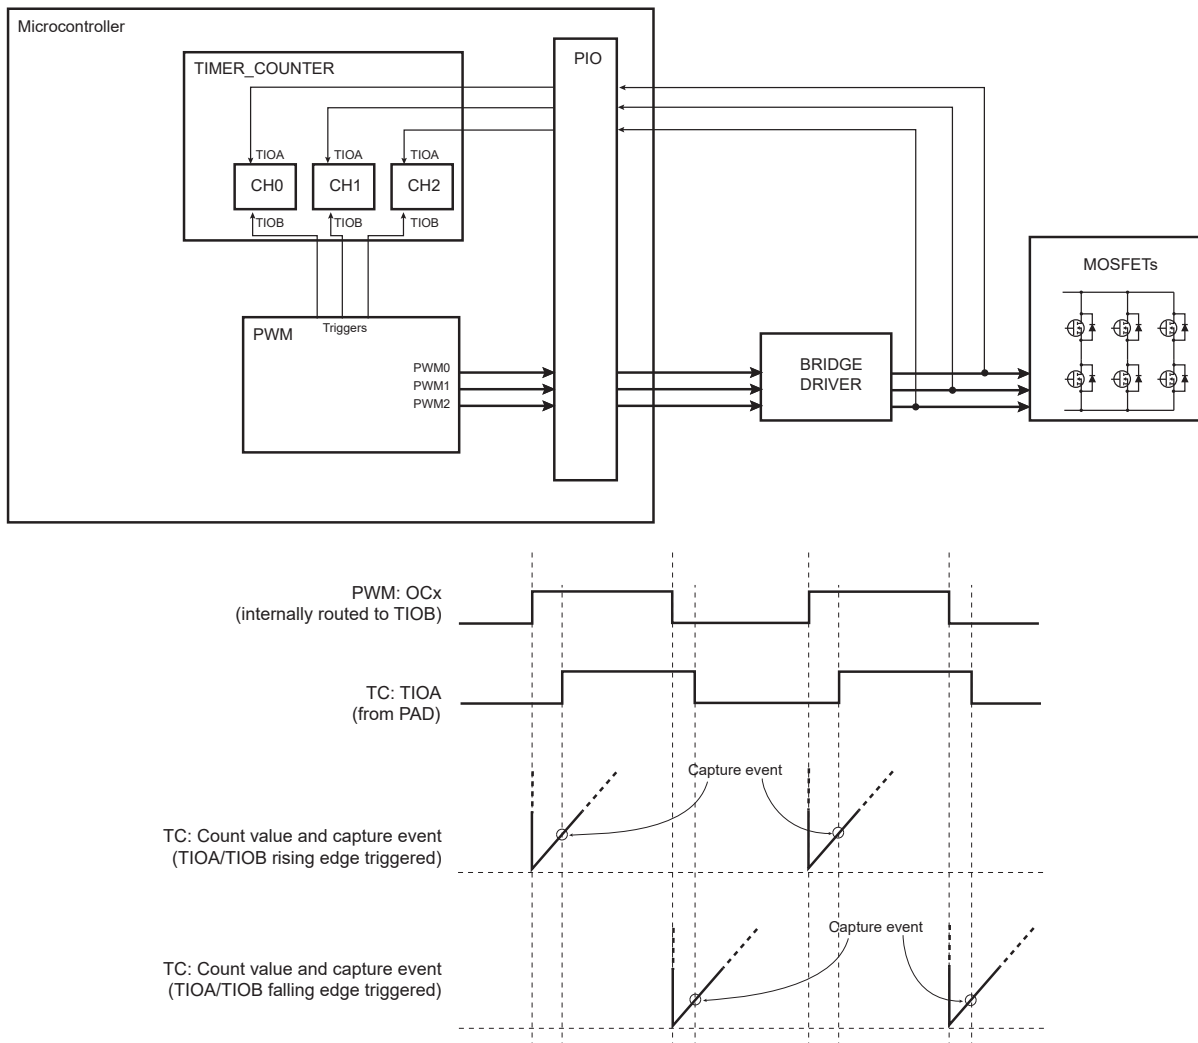 Microcontroller
PIO
TIMER_COUNTER
TIOA
TIOA
TIOA
CH0
CH1
CH2
TIOB
TIOB
TIOB
MOSFETs
Triggers
PWM
BRIDGE
DRIVER
PWM0
PWM1
PWM2
PWM: OCx
(internally routed to TIOB)
TC: TIOA
(from PAD)
Capture event
TC: Count value and capture event
(TIOA/TIOB rising edge triggered)
Capture event
TC: Count value and capture event
(TIOA/TIOB falling edge triggered)